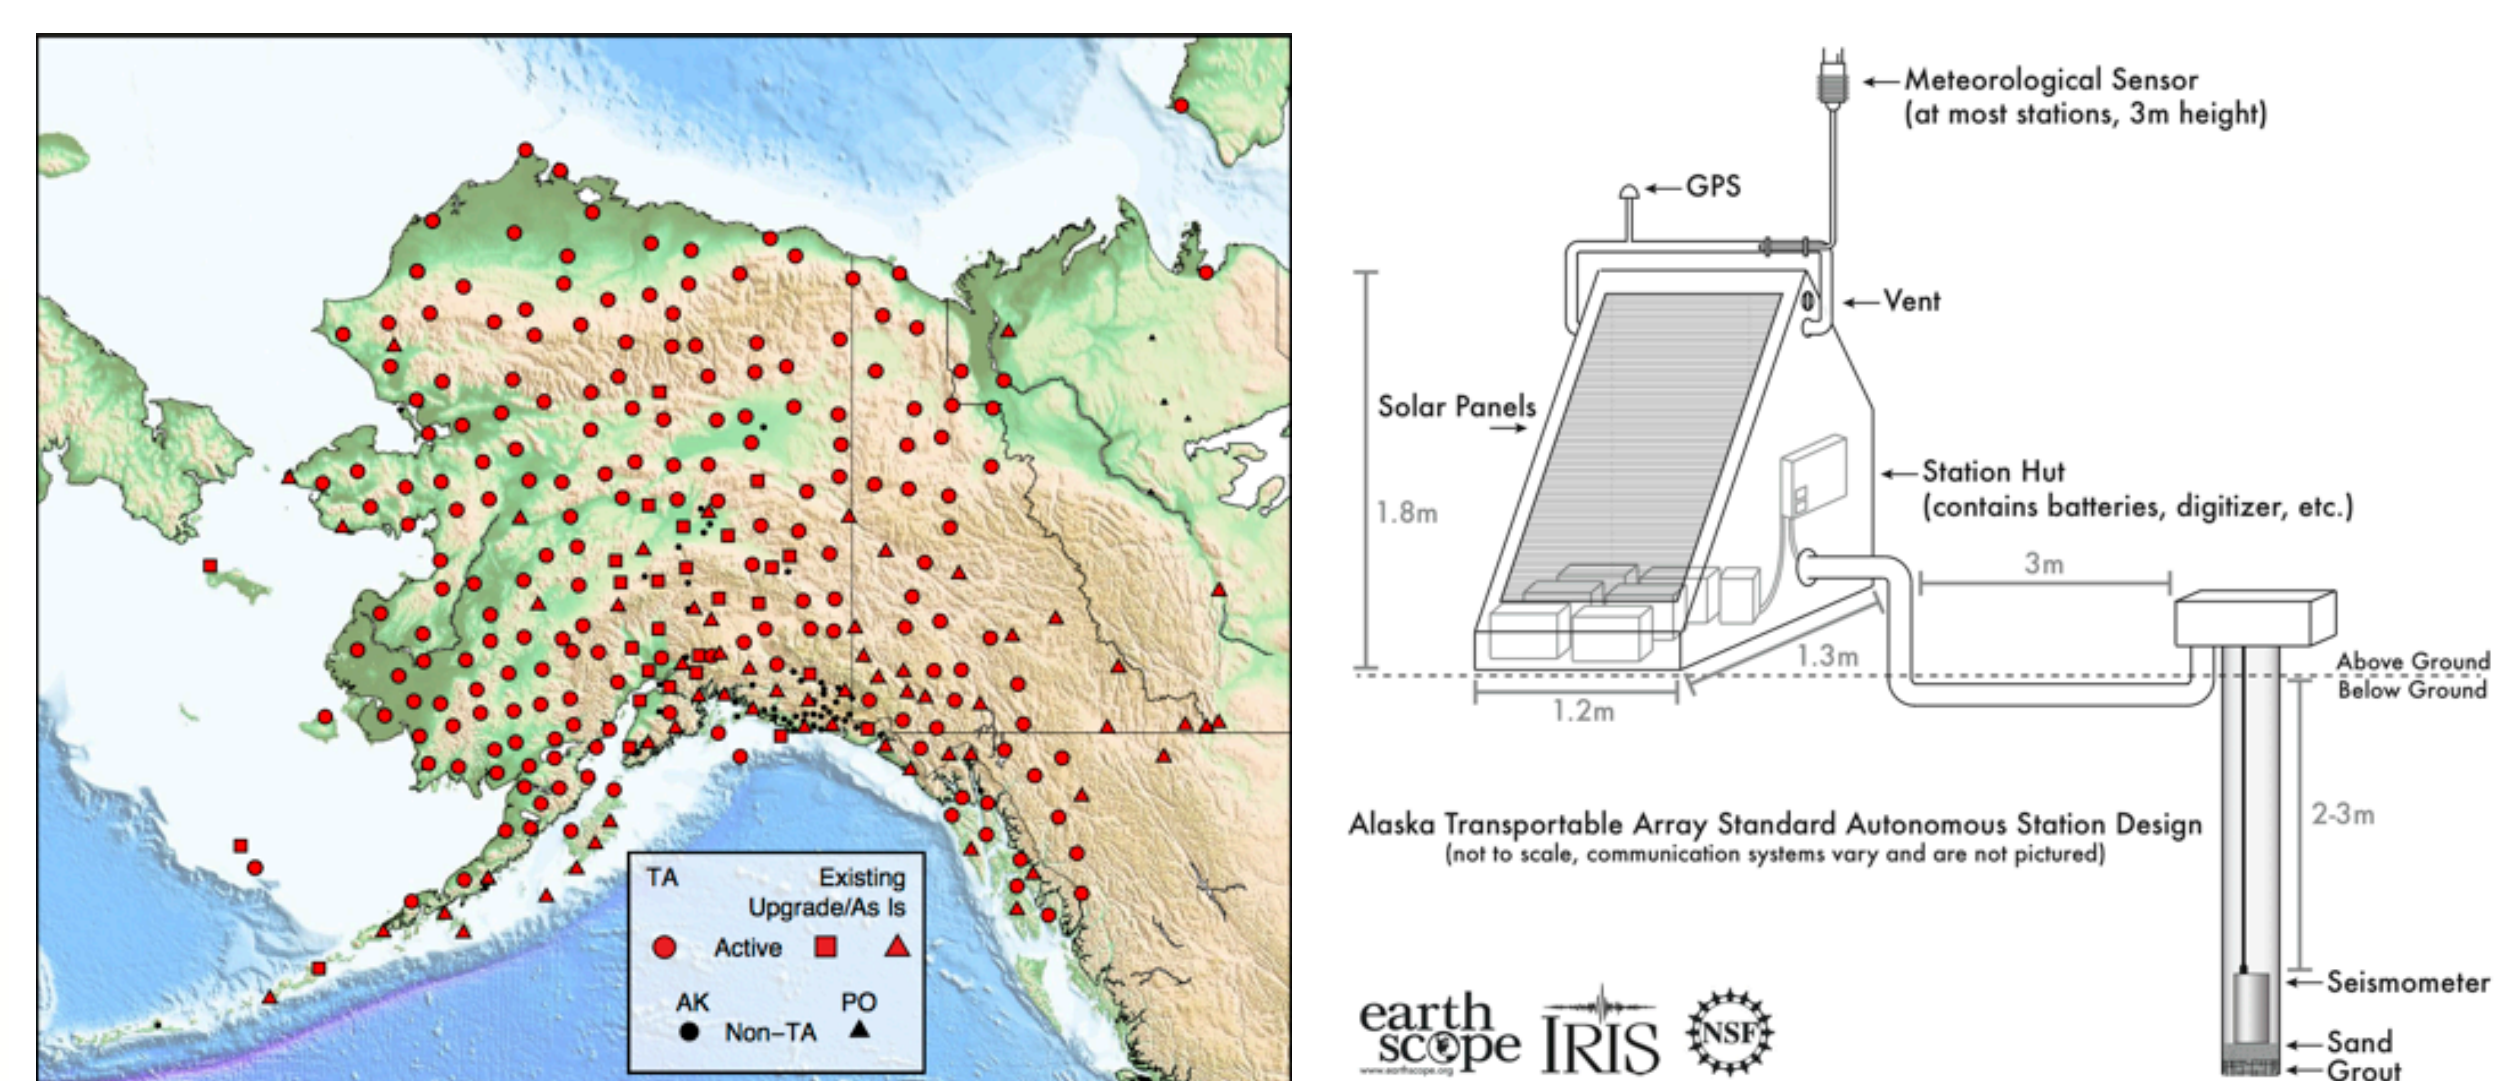 TA Existing
Upgrade/As Is
Active
AK PO
Non-TA
Meteorological Sensor
(at most stations, 3m height)
GPS
Vent
Solar Panels
1.8m
Station Hut
(contains batteries, digitizer, etc.)
3m
1.3m
1.2m
Above Ground
Below Ground
2-3m
Alaska Transportable Array Standard Autonomous Station Design
(not to scale, communication systems vary and are not pictured)
Seismometer
Sand
Grout
earth
scope
www.earthscope.org
IRIS
NSF